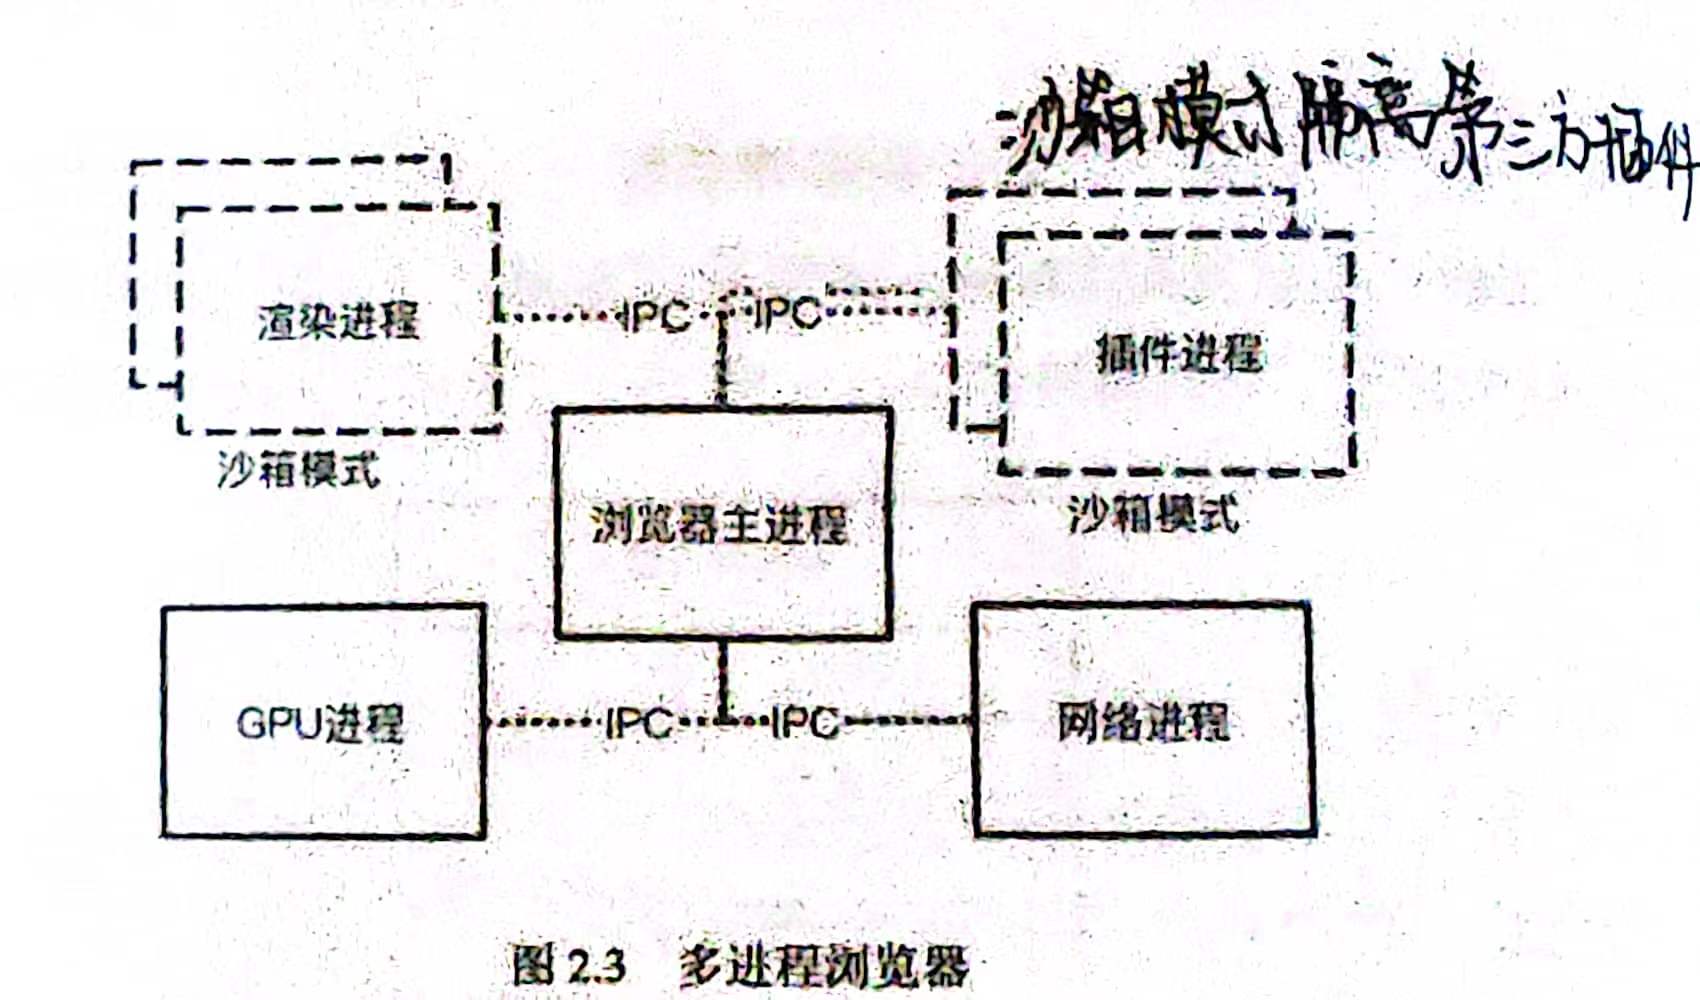 沙箱模式隔离第三方插件
渲染进程
IPC
IPC
插件进程
沙箱模式
沙箱模式
浏览器主进程
GPU进程
IPC
IPC
网络进程
图 2.3 多进程浏览器